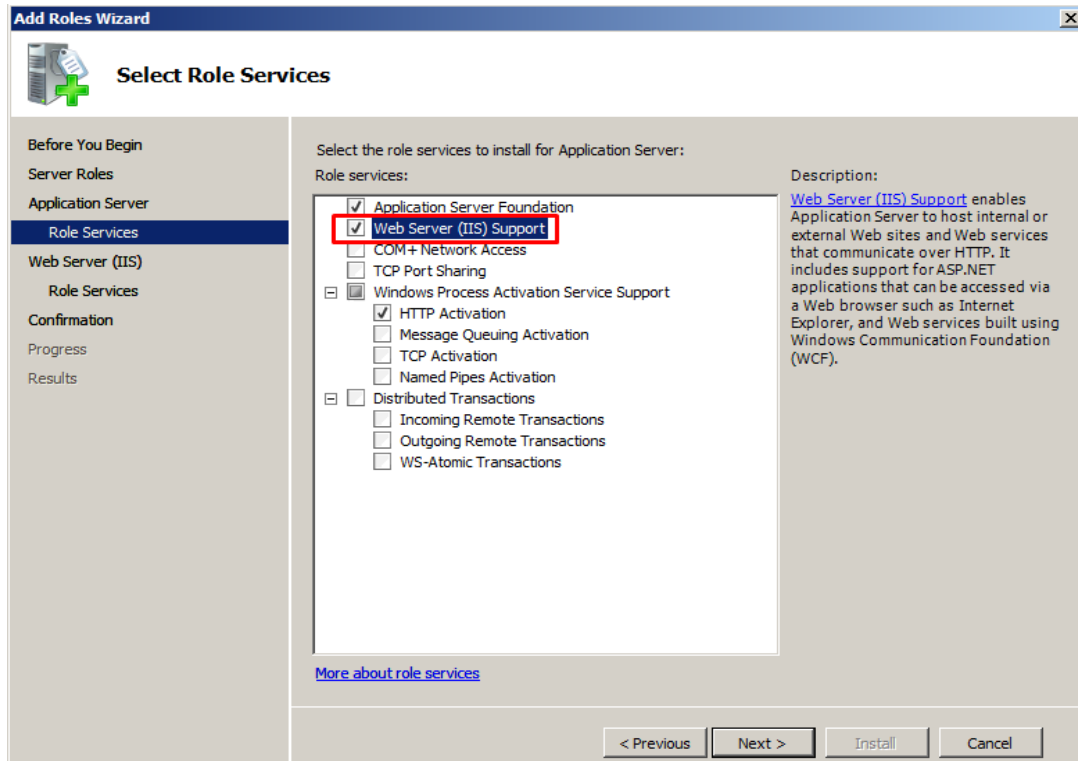 Add Roles Wizard
Select Role Services
Before You Begin
Server Roles
Application Server
Role Services
Web Server (IIS)
Role Services
Confirmation
Progress
Results
Select the role services to install for Application Server:
Role services:
Application Server Foundation
Web Server (IIS) Support
COM+ Network Access
TCP Port Sharing
Windows Process Activation Service Support
HTTP Activation
Message Queuing Activation
TCP Activation
Named Pipes Activation
Distributed Transactions
Incoming Remote Transactions
Outgoing Remote Transactions
WS-Atomic Transactions
More about role services
Description:
Web Server (IIS) Support enables
Application Server to host internal or
external Web sites and Web services
that communicate over HTTP. It
includes support for ASP.NET
applications that can be accessed via
a Web browser such as Internet
Explorer, and Web services built using
Windows Communication Foundation
(WCF).
< Previous
Next >
Install
Cancel